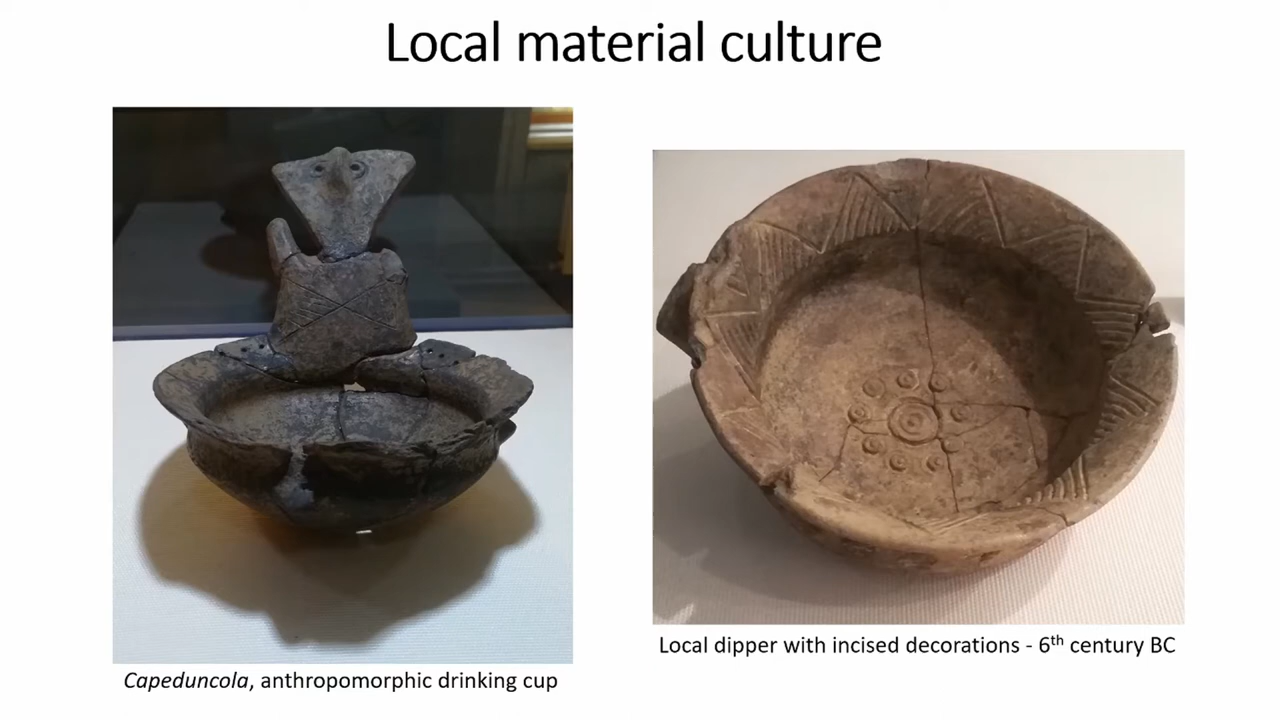 Local material culture
Capeduncola, anthropomorphic drinking cup
Local dipper with incised decorations - 6th century BC